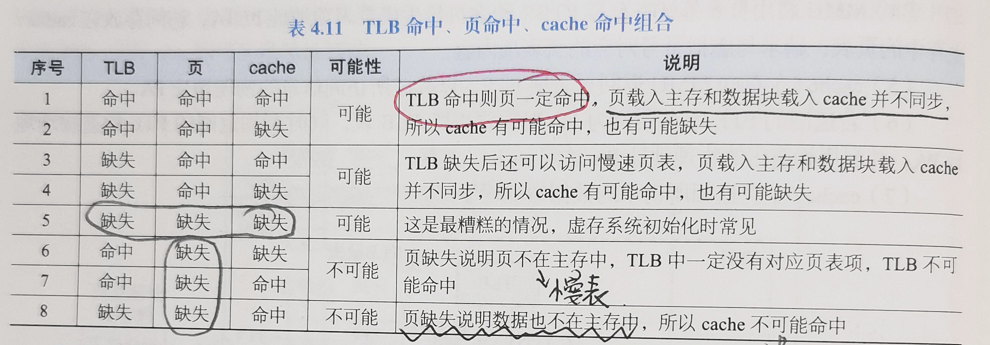 表 4.11 TLB 命中、页命中、cache 命中组合
序号 TLB 页 cache 可能性 说明
1 命中 命中 命中 可能 TLB 命中则页一定命中，页载入主存和数据块载入 cache 并不同步，
2 命中 命中 缺失 所以 cache 有可能命中，也有可能缺失
3 缺失 命中 命中 可能 TLB 缺失后还可以访问慢速页表，页载入主存和数据块载入 cache
4 缺失 命中 缺失 并不同步，所以 cache 有可能命中，也有可能缺失
5 缺失 缺失 缺失 可能 这是最糟糕的情况，虚存系统初始化时常见
6 命中 缺失 缺失 不可能 页缺失说明页不在主存中，TLB 中一定没有对应页表项，TLB 不可
7 命中 缺失 命中 能命中
8 缺失 缺失 命中 不可能 页缺失说明数据也不在主存中，所以 cache 不可能命中